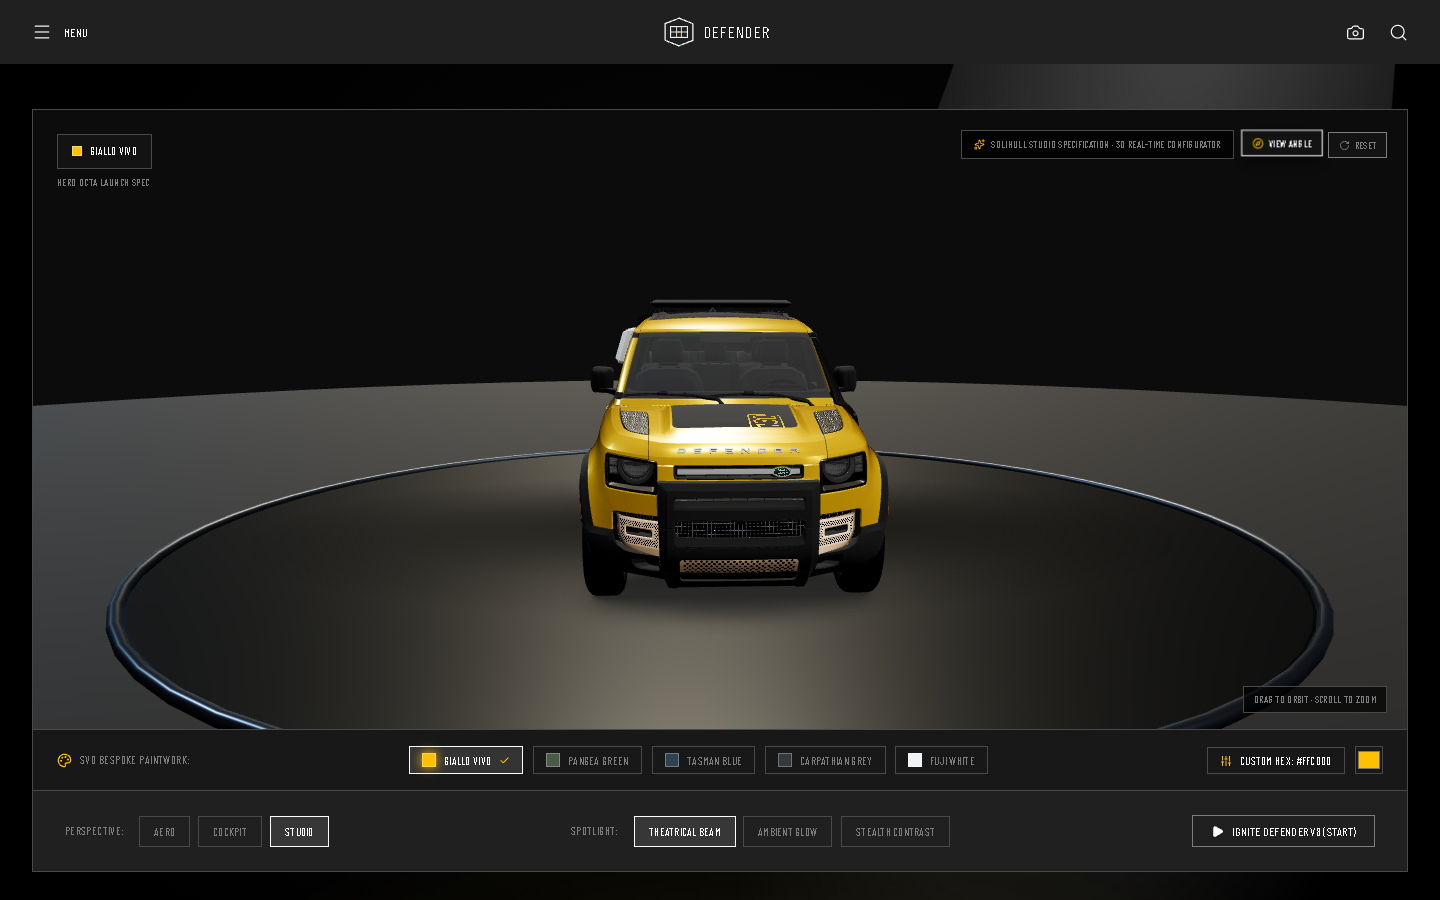 MENU
DEFENDER
GIALLO VIVO
HERO OCTA LAUNCH SPEC
SOLIHULL STUDIO SPECIFICATION · 3D REAL-TIME CONFIGURATOR
VIEW ANGLE
RESET
DEFENDER
DRAG TO ORBIT · SCROLL TO ZOOM
SVO BESPOKE PAINTWORK:
GIALLO VIVO
PANGEA GREEN
TASMAN BLUE
CARPATHIAN GREY
FUJI WHITE
CUSTOM HEX: #FFC000
PERSPECTIVE:
AERO
COCKPIT
STUDIO
SPOTLIGHT:
THEATRICAL BEAM
AMBIENT GLOW
STEALTH CONTRAST
IGNITE DEFENDER V8 (START)